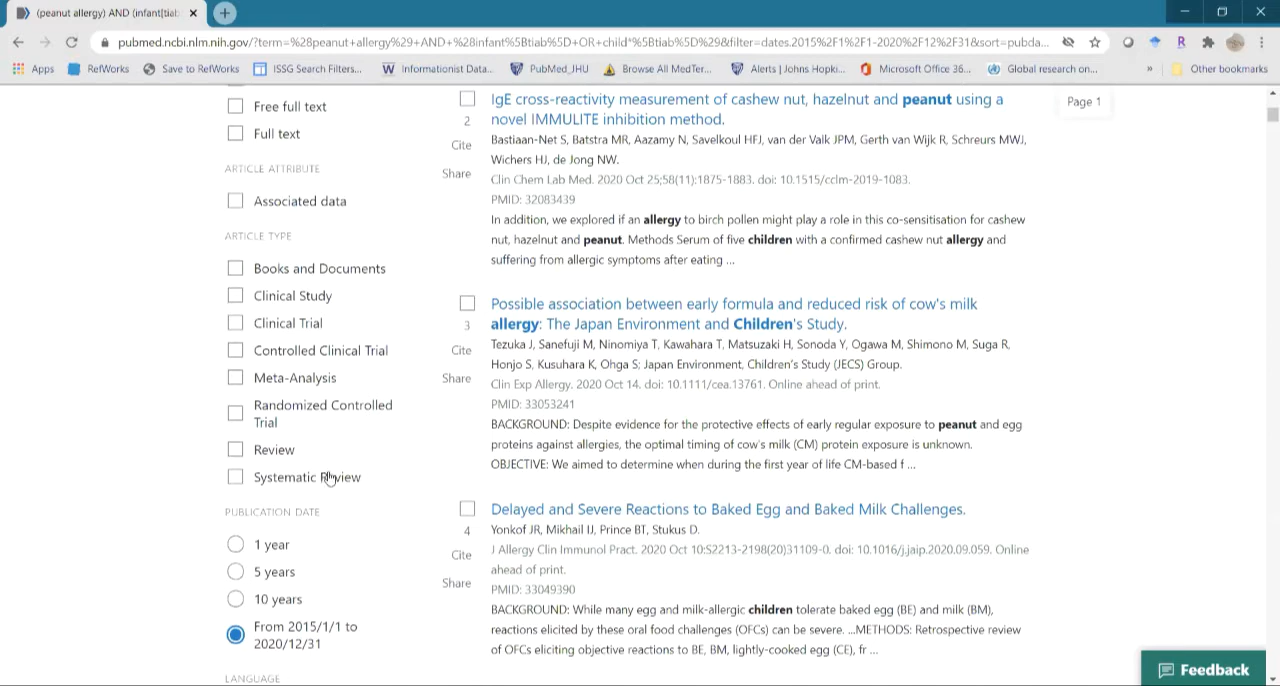 (peanut allergy) AND (infant[tiab
pubmed.ncbi.nlm.nih.gov/?term=%28peanut+allergy%29+AND+%28infant%5Btiab%5D+OR+child*%5Btiab%5D%29&filter=dates.2015%2F1%2F1-2020%2F12%2F31&sort=pubda...
R
Apps RefWorks Save to RefWorks ISSG Search Filters... W Informationist Data... PubMed_JHU Browse All MedTer... Alerts | Johns Hopki... Microsoft Office 36... Global research on... » Other bookmarks
Free full text
Full text
ARTICLE ATTRIBUTE
Associated data
ARTICLE TYPE
Books and Documents
Clinical Study
Clinical Trial
Controlled Clinical Trial
Meta-Analysis
Randomized Controlled
Trial
Review
Systematic Review
PUBLICATION DATE
1 year
5 years
10 years
From 2015/1/1 to
2020/12/31
LANGUAGE
2
Cite
Share
IgE cross-reactivity measurement of cashew nut, hazelnut and peanut using a
novel IMMULITE inhibition method.
Bastiaan-Net S, Batstra MR, Aazamy N, Savelkoul HFJ, van der Valk JPM, Gerth van Wijk R, Schreurs MWJ,
Wichers HJ, de Jong NW.
Clin Chem Lab Med. 2020 Oct 25;58(11):1875-1883. doi: 10.1515/cclm-2019-1083.
PMID: 32083439
In addition, we explored if an allergy to birch pollen might play a role in this co-sensitisation for cashew
nut, hazelnut and peanut. Methods Serum of five children with a confirmed cashew nut allergy and
suffering from allergic symptoms after eating ...
3
Cite
Share
Possible association between early formula and reduced risk of cow's milk
allergy: The Japan Environment and Children's Study.
Tezuka J, Sanefuji M, Ninomiya T, Kawahara T, Matsuzaki H, Sonoda Y, Ogawa M, Shimono M, Suga R,
Honjo S, Kusuhara K, Ohga S; Japan Environment, Children's Study (JECS) Group.
Clin Exp Allergy. 2020 Oct 14. doi: 10.1111/cea.13761. Online ahead of print.
PMID: 33053241
BACKGROUND: Despite evidence for the protective effects of early regular exposure to peanut and egg
proteins against allergies, the optimal timing of cow's milk (CM) protein exposure is unknown.
OBJECTIVE: We aimed to determine when during the first year of life CM-based f ...
4
Cite
Share
Delayed and Severe Reactions to Baked Egg and Baked Milk Challenges.
Yonkof JR, Mikhail IJ, Prince BT, Stukus D.
J Allergy Clin Immunol Pract. 2020 Oct 10:S2213-2198(20)31109-0. doi: 10.1016/j.jaip.2020.09.059. Online
ahead of print.
PMID: 33049390
BACKGROUND: While many egg and milk-allergic children tolerate baked egg (BE) and milk (BM),
reactions elicited by these oral food challenges (OFCs) can be severe. ...METHODS: Retrospective review
of OFCs eliciting objective reactions to BE, BM, lightly-cooked egg (CE), fr ...
Page 1
Feedback